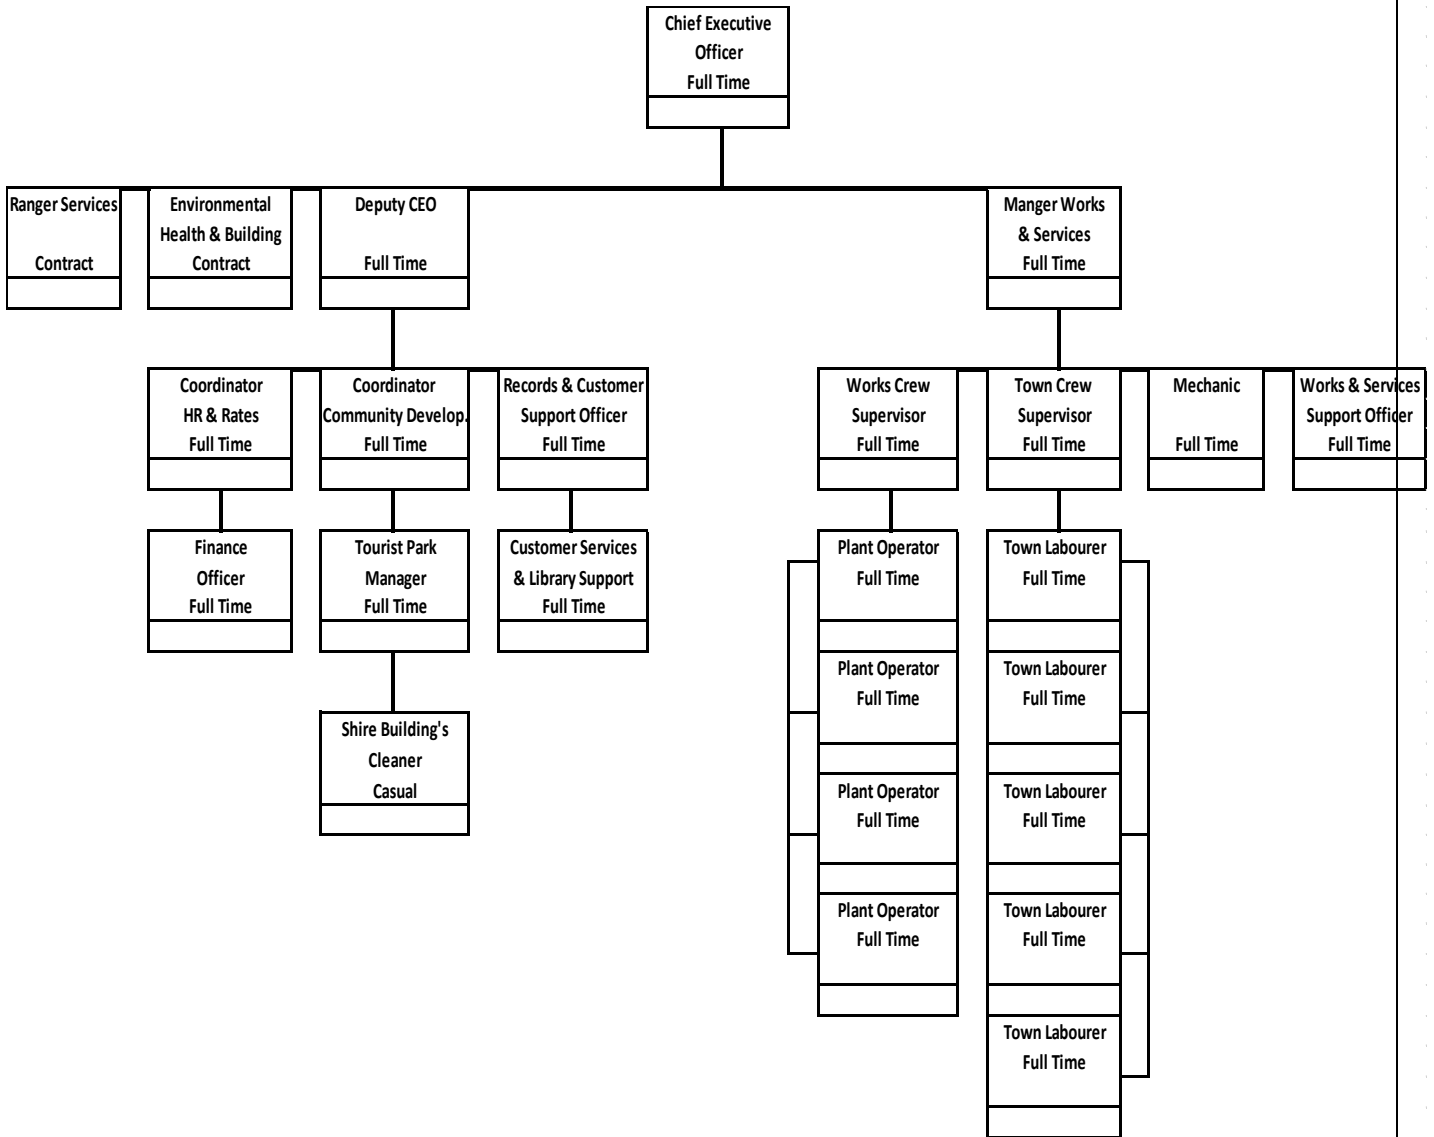 Chief Executive
Officer
Full Time
Ranger Services
Contract
Environmental
Health & Building
Contract
Deputy CEO
Full Time
Manger Works
& Services
Full Time
Coordinator
HR & Rates
Full Time
Coordinator
Community Develop.
Full Time
Records & Customer
Support Officer
Full Time
Works Crew
Supervisor
Full Time
Town Crew
Supervisor
Full Time
Mechanic
Full Time
Works & Services
Support Officer
Full Time
Finance
Officer
Full Time
Tourist Park
Manager
Full Time
Customer Services
& Library Support
Full Time
Plant Operator
Full Time
Town Labourer
Full Time
Plant Operator
Full Time
Town Labourer
Full Time
Shire Building's
Cleaner
Casual
Plant Operator
Full Time
Town Labourer
Full Time
Plant Operator
Full Time
Town Labourer
Full Time
Town Labourer
Full Time